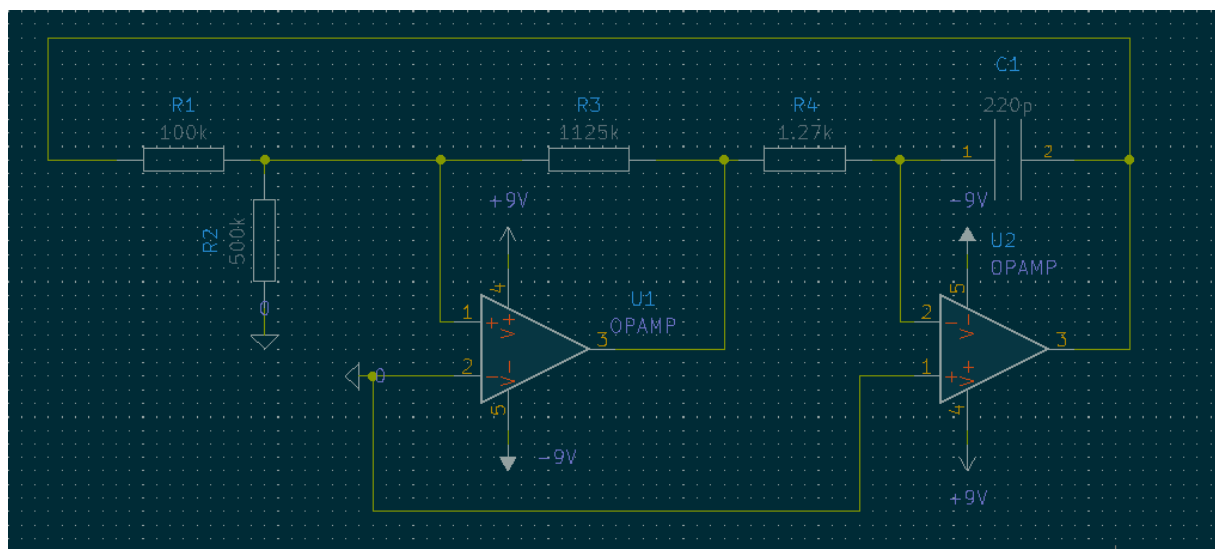 C1
220p
R1
100k
R3
1125k
R4
1.27k
1
2
R2
500k
0
+9V
-9V
U2
OPAMP
4
5
U1
OPAMP
1
+
V+
3
2
-
V-
5
0
-9V
2
-
V-
3
1
+
V+
4
+9V